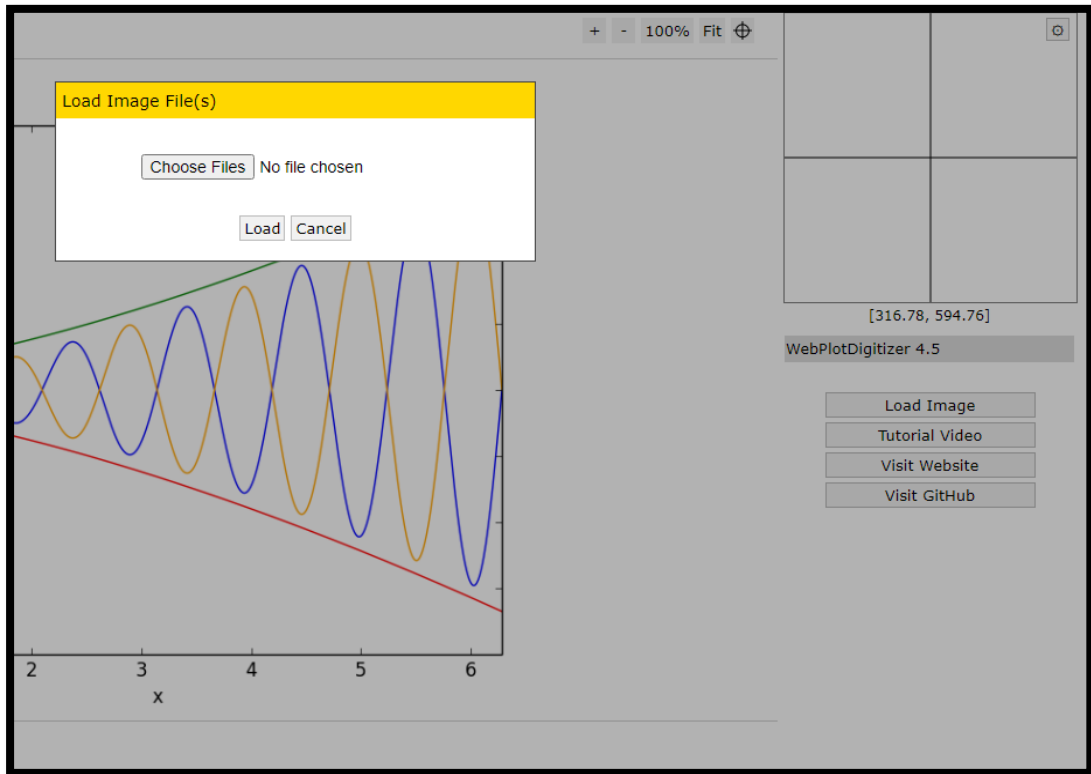 + - 100% Fit
Load Image File(s)
Choose Files No file chosen
Load Cancel
[316.78, 594.76]
WebPlotDigitizer 4.5
Load Image
Tutorial Video
Visit Website
Visit GitHub
2 3 4 5 6
x